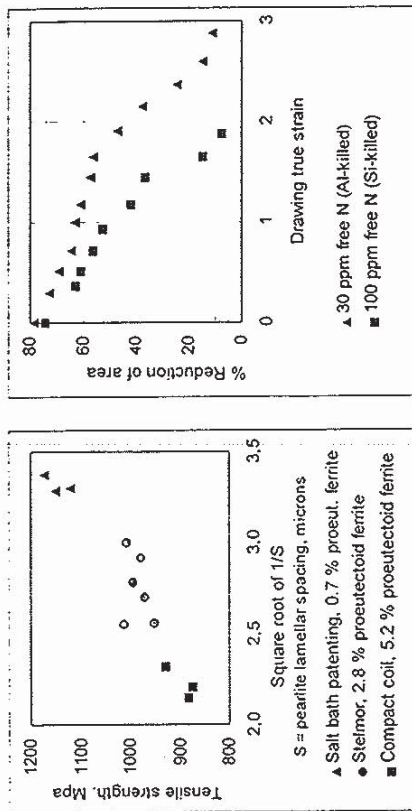 1200
1100
1000
900
800
Tensile strength, Mpa
2.0
2.5
3.0
3.5
Square root of 1/S
S = pearlite lamellar spacing, microns
▲ Salt bath patenting, 0.7 % proeut. ferrite
● Stelmor, 2.8 % proeutectoid ferrite
■ Compact coil, 5.2 % proeutectoid ferrite
80
60
40
20
0
% Reduction of area
0
1
2
3
Drawing true strain
▲ 30 ppm free N (Al-killed)
■ 100 ppm free N (Si-killed)